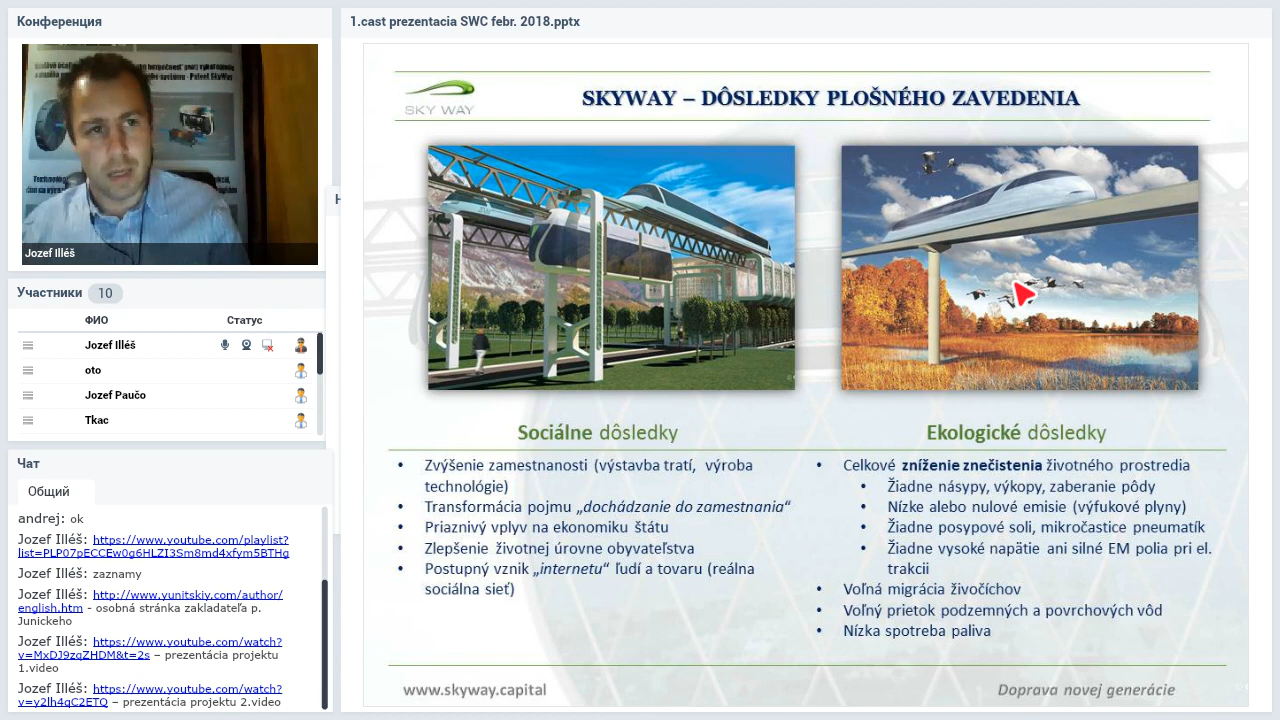 Конференция
Jozef Illéš
Участники 10
ФИО Статус
Jozef Illéš
oto
Jozef Paučo
Tkac
Чат
Общий
andrej: ok
Jozef Illéš: https://www.youtube.com/playlist?
list=PLP07pECCEw0g6HLZI3Sm8md4xfym5BTHg
Jozef Illéš: zaznamy
Jozef Illéš: http://www.yunitskiy.com/author/
english.htm - osobná stránka zakladateľa p.
Junickeho
Jozef Illéš: https://www.youtube.com/watch?
v=MxDJ9zqZHDM&t=2s – prezentácia projektu
1.video
Jozef Illéš: https://www.youtube.com/watch?
v=y2lh4qC2ETQ – prezentácia projektu 2.video
1.cast prezentacia SWC febr. 2018.pptx
SKY WAY
SKYWAY – DÔSLEDKY PLOŠNÉHO ZAVEDENIA
Sociálne dôsledky
• Zvýšenie zamestnanosti (výstavba tratí, výroba
technológie)
• Transformácia pojmu „dochádzanie do zamestnania“
• Priaznivý vplyv na ekonomiku štátu
• Zlepšenie životnej úrovne obyvateľstva
• Postupný vznik „internetu“ ľudí a tovaru (reálna
sociálna sieť)
Ekologické dôsledky
• Celkové zníženie znečistenia životného prostredia
• Žiadne násypy, výkopy, zaberanie pôdy
• Nízke alebo nulové emisie (výfukové plyny)
• Žiadne posypové soli, mikročastice pneumatík
• Žiadne vysoké napätie ani silné EM polia pri el.
trakcii
• Voľná migrácia živočíchov
• Voľný prietok podzemných a povrchových vôd
• Nízka spotreba paliva
www.skyway.capital
Doprava novej generácie